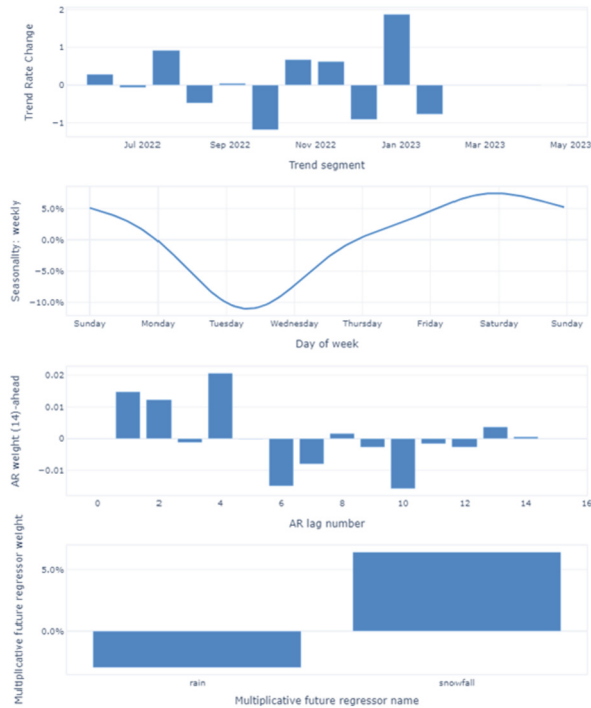 Trend Rate Change
2
1
0
−1
Jul 2022 Sep 2022 Nov 2022 Jan 2023 Mar 2023 May 2023
Trend segment
Seasonality: weekly
5.0%
0.0%
−5.0%
−10.0%
Sunday Monday Tuesday Wednesday Thursday Friday Saturday Sunday
Day of week
AR weight (14)-ahead
0.02
0.01
0
−0.01
0 2 4 6 8 10 12 14 16
AR lag number
Multiplicative future regressor weight
5.0%
0.0%
rain snowfall
Multiplicative future regressor name